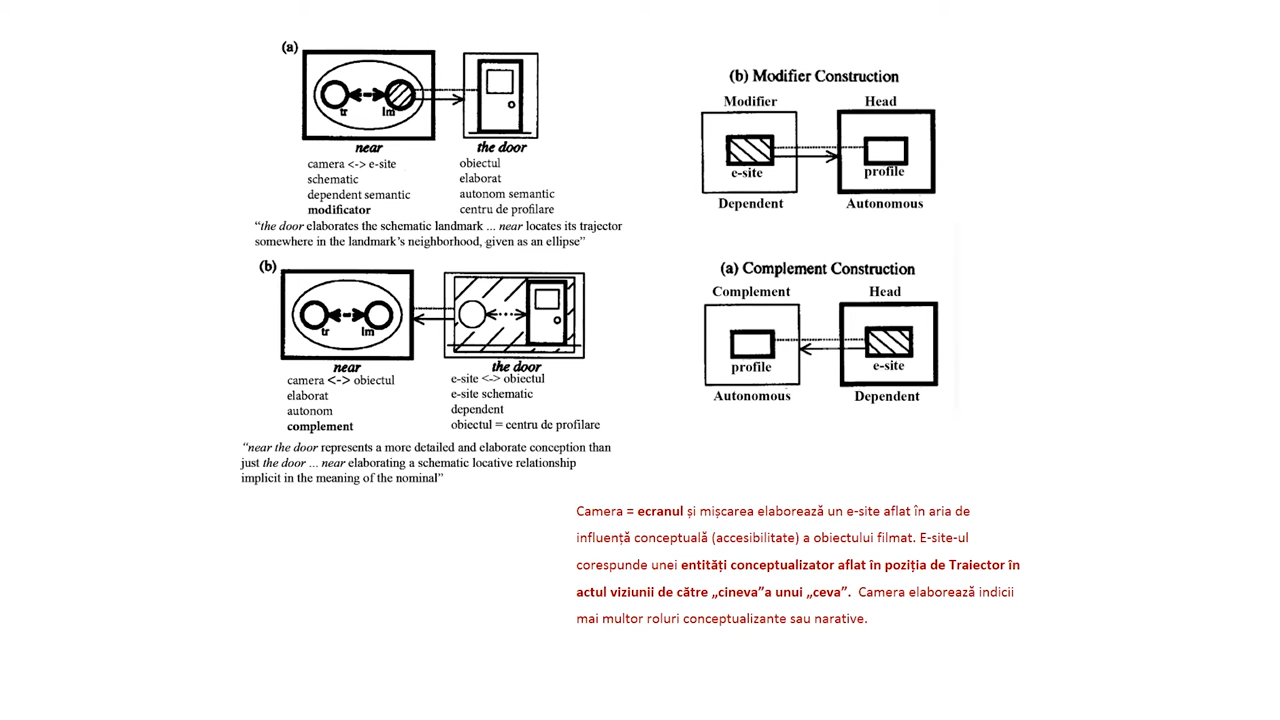 (a)
tr
lm
near
the door
camera <-> e-site
schematic
dependent semantic
modificator
obiectul
elaborat
autonom semantic
centru de profilare
“the door elaborates the schematic landmark ... near locates its trajector
somewhere in the landmark’s neighborhood, given as an ellipse”
(b)
tr
lm
near
the door
camera <-> obiectul
elaborat
autonom
complement
e-site <-> obiectul
e-site schematic
dependent
obiectul = centru de profilare
“near the door represents a more detailed and elaborate conception than
just the door ... near elaborating a schematic locative relationship
implicit in the meaning of the nominal”
(b) Modifier Construction
Modifier
Head
e-site
profile
Dependent
Autonomous
(a) Complement Construction
Complement
Head
profile
e-site
Autonomous
Dependent
Camera = ecranul și mișcarea elaborează un e-site aflat în aria de
influență conceptuală (accesibilitate) a obiectului filmat. E-site-ul
corespunde unei entități conceptualizator aflat în poziția de Traiector în
actul viziunii de către „cineva”a unui „ceva”. Camera elaborează indicii
mai multor roluri conceptualizante sau narative.